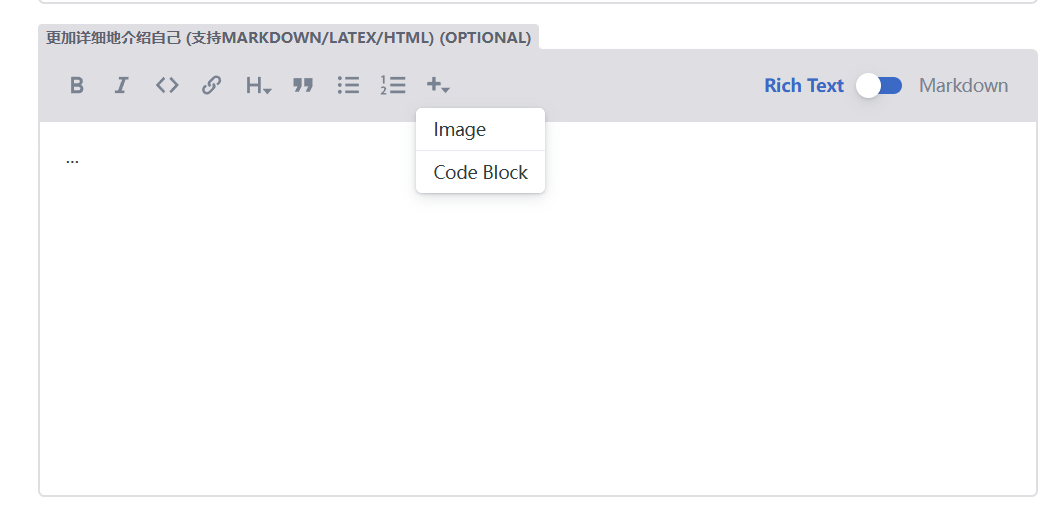 更加详细地介绍自己 (支持MARKDOWN/LATEX/HTML) (OPTIONAL)
B I <> H Rich Text Markdown
Image
...
Code Block